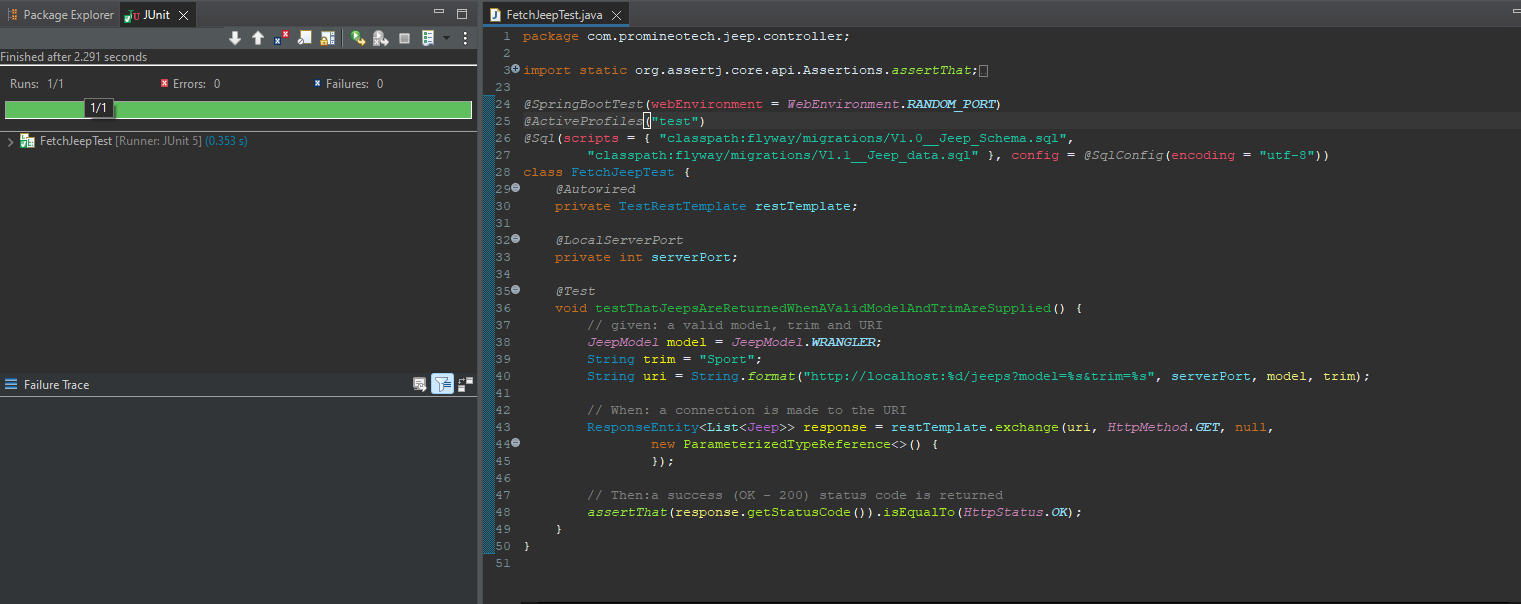 Package Explorer JUnit
Finished after 2.291 seconds
Runs: 1/1 Errors: 0 Failures: 0
1/1
FetchJeepTest [Runner: JUnit 5] (0.353 s)
Failure Trace
FetchJeepTest.java
1 package com.promineotech.jeep.controller;
2
3 import static org.assertj.core.api.Assertions.assertThat;
23
24 @SpringBootTest(webEnvironment = WebEnvironment.RANDOM_PORT)
25 @ActiveProfiles("test")
26 @Sql(scripts = { "classpath:flyway/migrations/V1.0__Jeep_Schema.sql",
27 "classpath:flyway/migrations/V1.1__Jeep_data.sql" }, config = @SqlConfig(encoding = "utf-8"))
28 class FetchJeepTest {
29 @Autowired
30 private TestRestTemplate restTemplate;
31
32 @LocalServerPort
33 private int serverPort;
34
35 @Test
36 void testThatJeepsAreReturnedWhenAValidModelAndTrimAreSupplied() {
37 // given: a valid model, trim and URI
38 JeepModel model = JeepModel.WRANGLER;
39 String trim = "Sport";
40 String uri = String.format("http://localhost:%d/jeeps?model=%s&trim=%s", serverPort, model, trim);
41
42 // When: a connection is made to the URI
43 ResponseEntity<List<Jeep>> response = restTemplate.exchange(uri, HttpMethod.GET, null,
44 new ParameterizedTypeReference<>() {
45 });
46
47 // Then:a success (OK - 200) status code is returned
48 assertThat(response.getStatusCode()).isEqualTo(HttpStatus.OK);
49 }
50 }
51